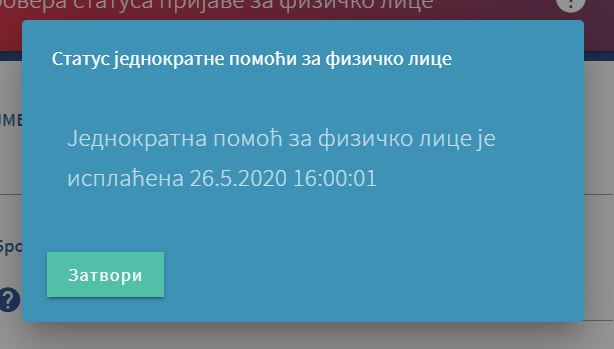 овера статуса пријаве за физичко лице
Статус једнократне помоћи за физичко лице
ЈМБ
Једнократна помоћ за физичко лице је
исплаћена 26.5.2020 16:00:01
Бро
Затвори
?